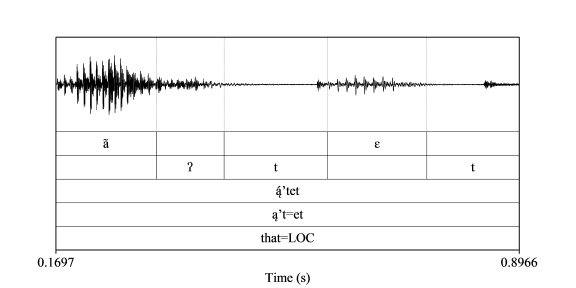 ã ɛ
ʔ t t
ą́’tet
ą’t=et
that=LOC
0.1697 0.8966
Time (s)